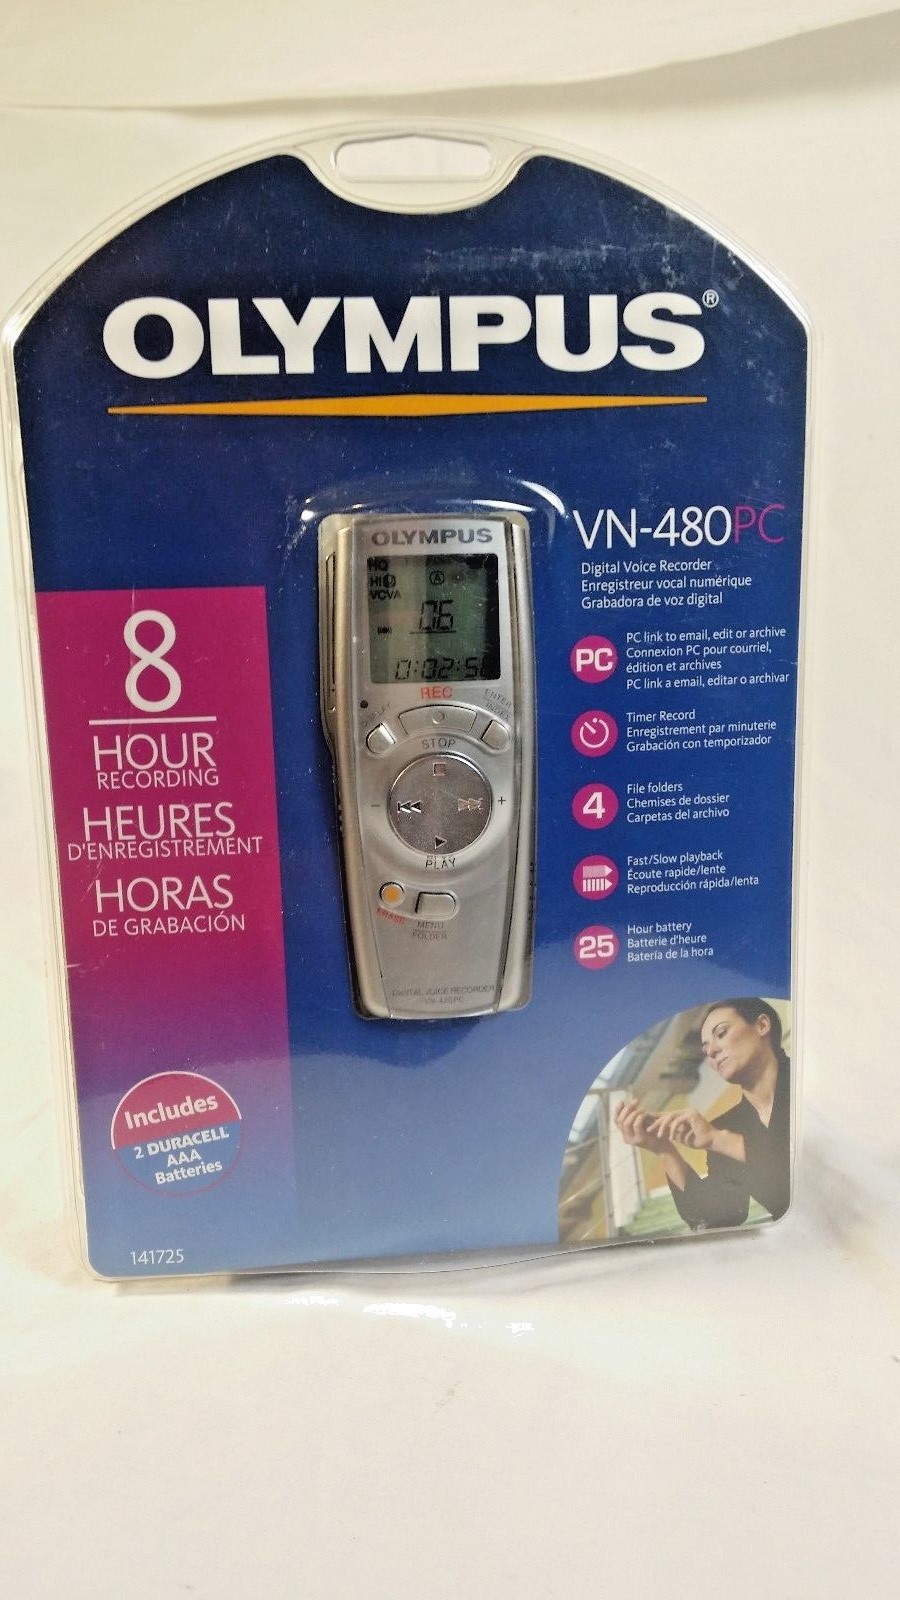 OLYMPUS®
VN-480PC
Digital Voice Recorder
Enregistreur vocal numérique
Grabadora de voz digital
PC
PC link to email, edit or archive
Connexion PC pour courriel,
édition et archives
PC link a email, editar o archivar
Timer Record
Enregistrement par minuterie
Grabación con temporizador
4
File folders
Chemises de dossier
Carpetas del archivo
Fast/Slow playback
Écoute rapide/lente
Reproducción rápida/lenta
25
Hour battery
Batterie d'heure
Batería de la hora
8
HOUR
RECORDING
HEURES
D'ENREGISTREMENT
HORAS
DE GRABACIÓN
Includes
2 DURACELL
AAA
Batteries
141725
OLYMPUS
HQ
HI
VCVA
06
0:02:5
REC
STOP
PLAY
ERASE
MENU
FOLDER
DIGITAL VOICE RECORDER
VN-480PC